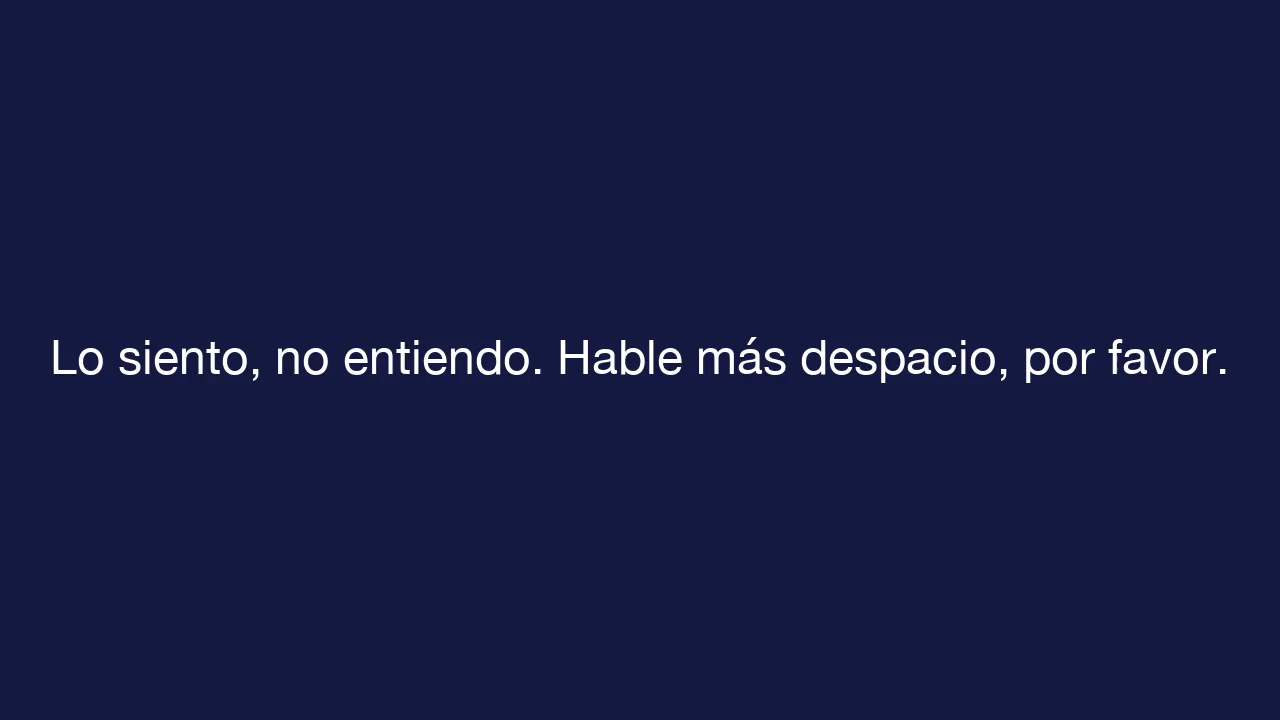 Lo siento, no entiendo. Hable más despacio, por favor.